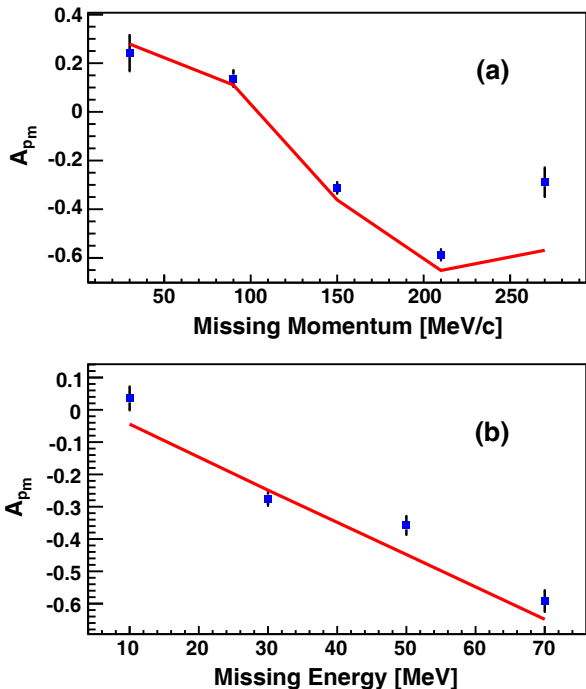 0.4
0.2
0
-0.2
-0.4
-0.6
A_{p_m}
(a)
50 100 150 200 250
Missing Momentum [MeV/c]
0.1
0
-0.1
-0.2
-0.3
-0.4
-0.5
-0.6
A_{p_m}
(b)
10 20 30 40 50 60 70
Missing Energy [MeV]